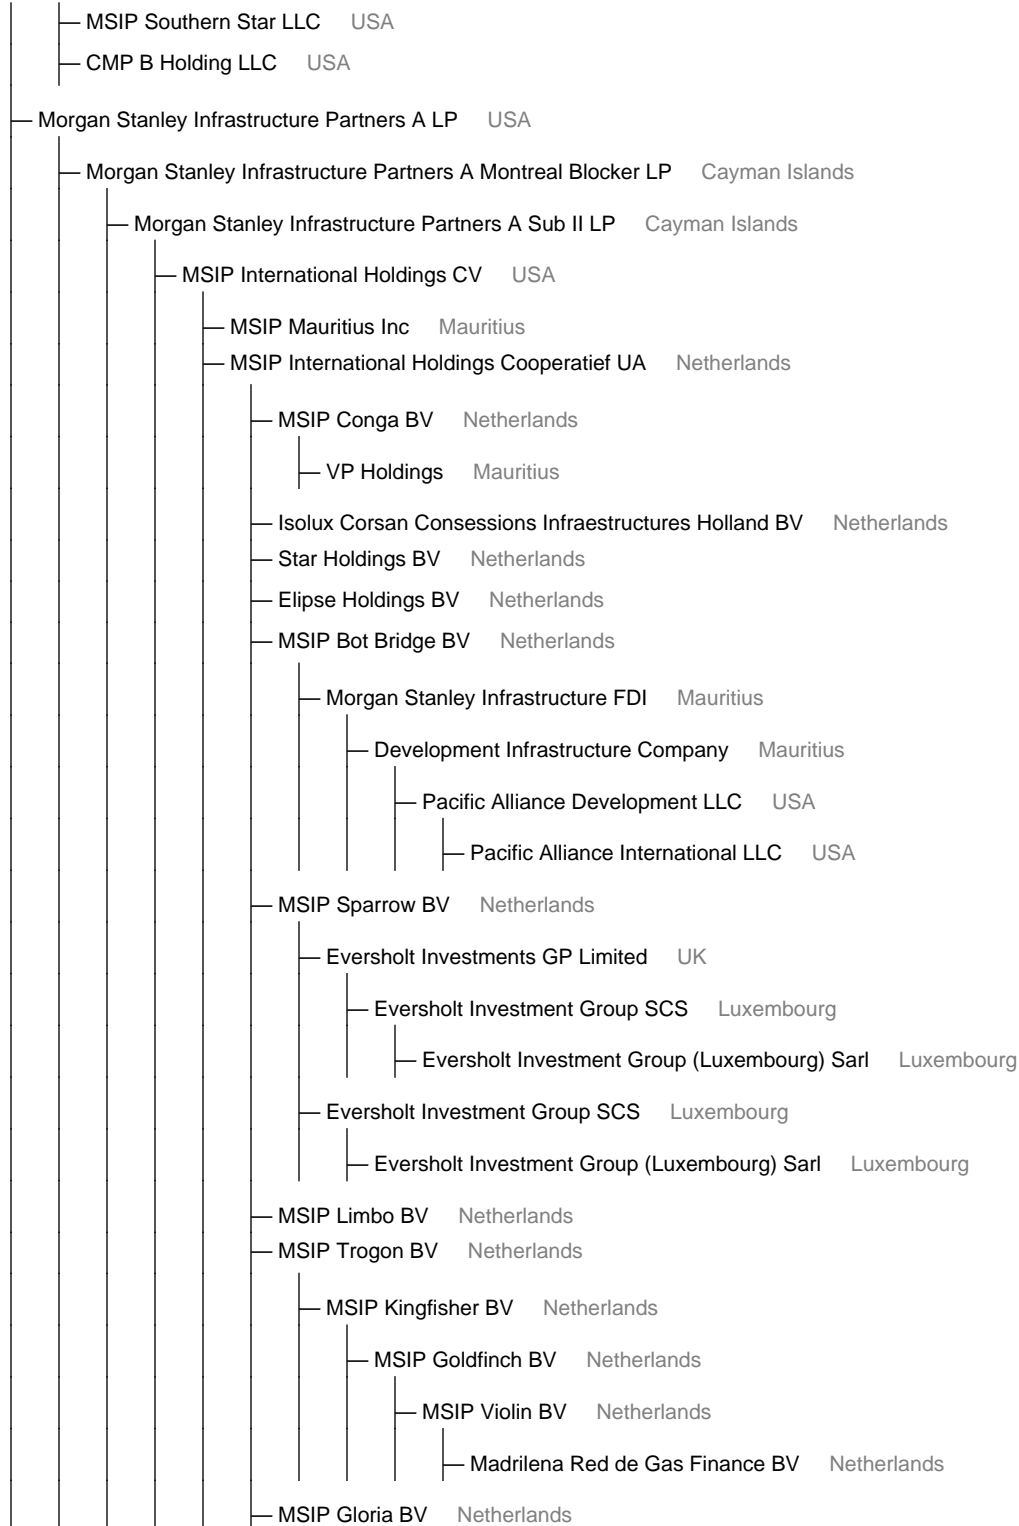 MSIP Southern Star LLC USA
CMP B Holding LLC USA
Morgan Stanley Infrastructure Partners A LP USA
Morgan Stanley Infrastructure Partners A Montreal Blocker LP Cayman Islands
Morgan Stanley Infrastructure Partners A Sub II LP Cayman Islands
MSIP International Holdings CV USA
MSIP Mauritius Inc Mauritius
MSIP International Holdings Cooperatief UA Netherlands
MSIP Conga BV Netherlands
VP Holdings Mauritius
Isolux Corsan Consessions Infraestructures Holland BV Netherlands
Star Holdings BV Netherlands
Elipse Holdings BV Netherlands
MSIP Bot Bridge BV Netherlands
Morgan Stanley Infrastructure FDI Mauritius
Development Infrastructure Company Mauritius
Pacific Alliance Development LLC USA
Pacific Alliance International LLC USA
MSIP Sparrow BV Netherlands
Eversholt Investments GP Limited UK
Eversholt Investment Group SCS Luxembourg
Eversholt Investment Group (Luxembourg) Sarl Luxembourg
Eversholt Investment Group SCS Luxembourg
Eversholt Investment Group (Luxembourg) Sarl Luxembourg
MSIP Limbo BV Netherlands
MSIP Trogon BV Netherlands
MSIP Kingfisher BV Netherlands
MSIP Goldfinch BV Netherlands
MSIP Violin BV Netherlands
Madrilena Red de Gas Finance BV Netherlands
MSIP Gloria BV Netherlands